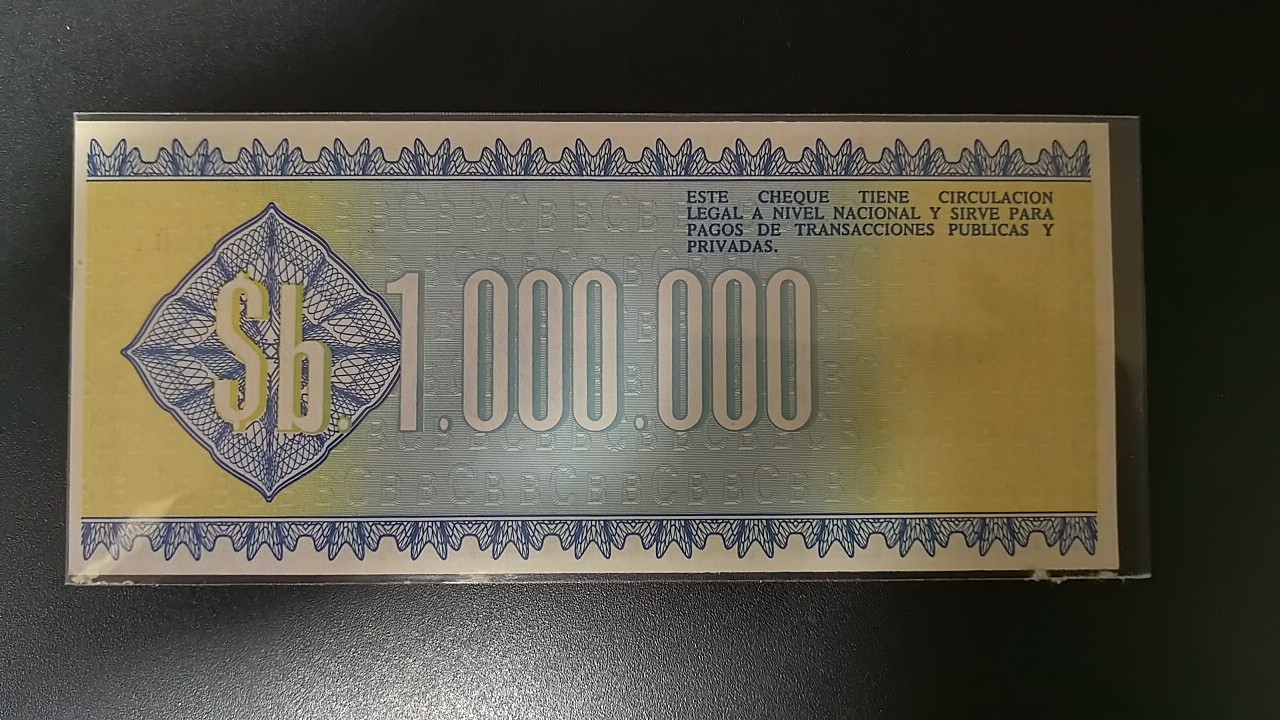 ESTE CHEQUE TIENE CIRCULACION
LEGAL A NIVEL NACIONAL Y SIRVE PARA
PAGOS DE TRANSACCIONES PUBLICAS Y
PRIVADAS.
$b. 1.000.000